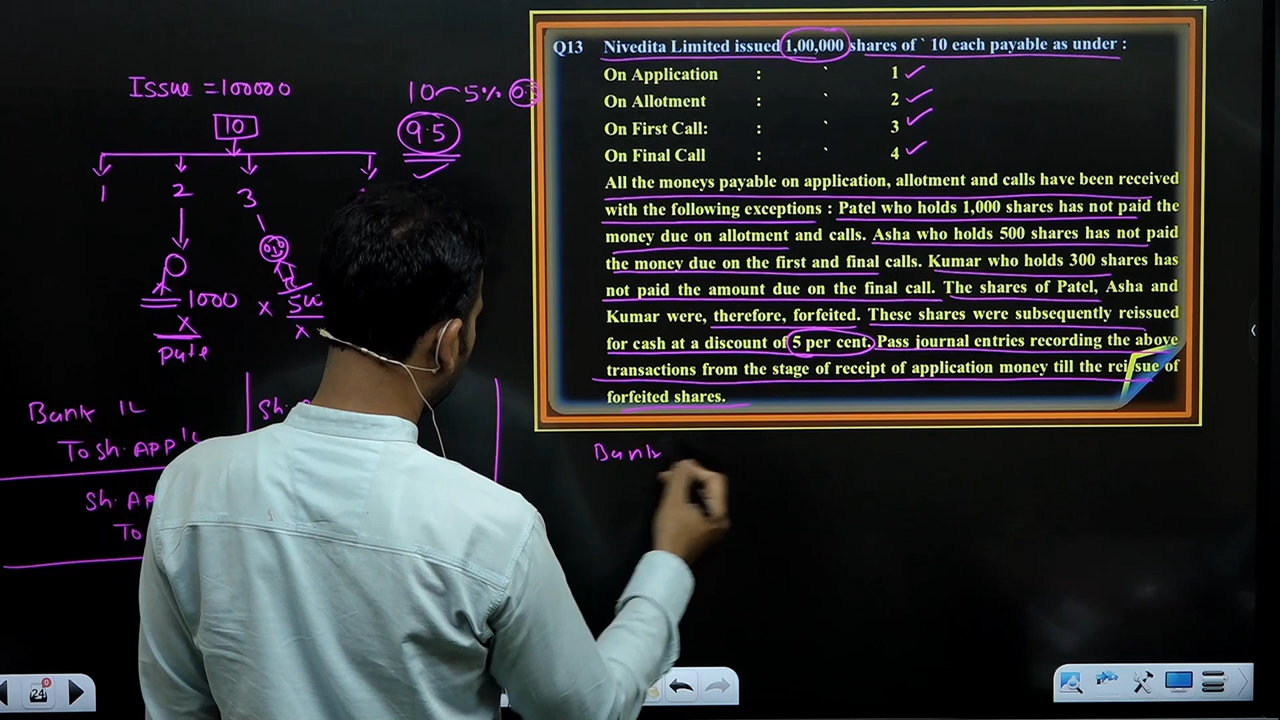 Q13 Nivedita Limited issued 1,00,000 shares of ` 10 each payable as under :
On Application : ` 1
On Allotment : ` 2
On First Call: : ` 3
On Final Call : ` 4
All the moneys payable on application, allotment and calls have been received
with the following exceptions : Patel who holds 1,000 shares has not paid the
money due on allotment and calls. Asha who holds 500 shares has not paid
the money due on the first and final calls. Kumar who holds 300 shares has
not paid the amount due on the final call. The shares of Patel, Asha and
Kumar were, therefore, forfeited. These shares were subsequently reissued
for cash at a discount of 5 per cent. Pass journal entries recording the above
transactions from the stage of receipt of application money till the reissue of
forfeited shares.
Issue = 100000
10
10 5%
9.5
1 2 3
1000
x 500
x x
Pate
Bank
Bank
To sh. APP
Sh.
Sh. AP
To
24